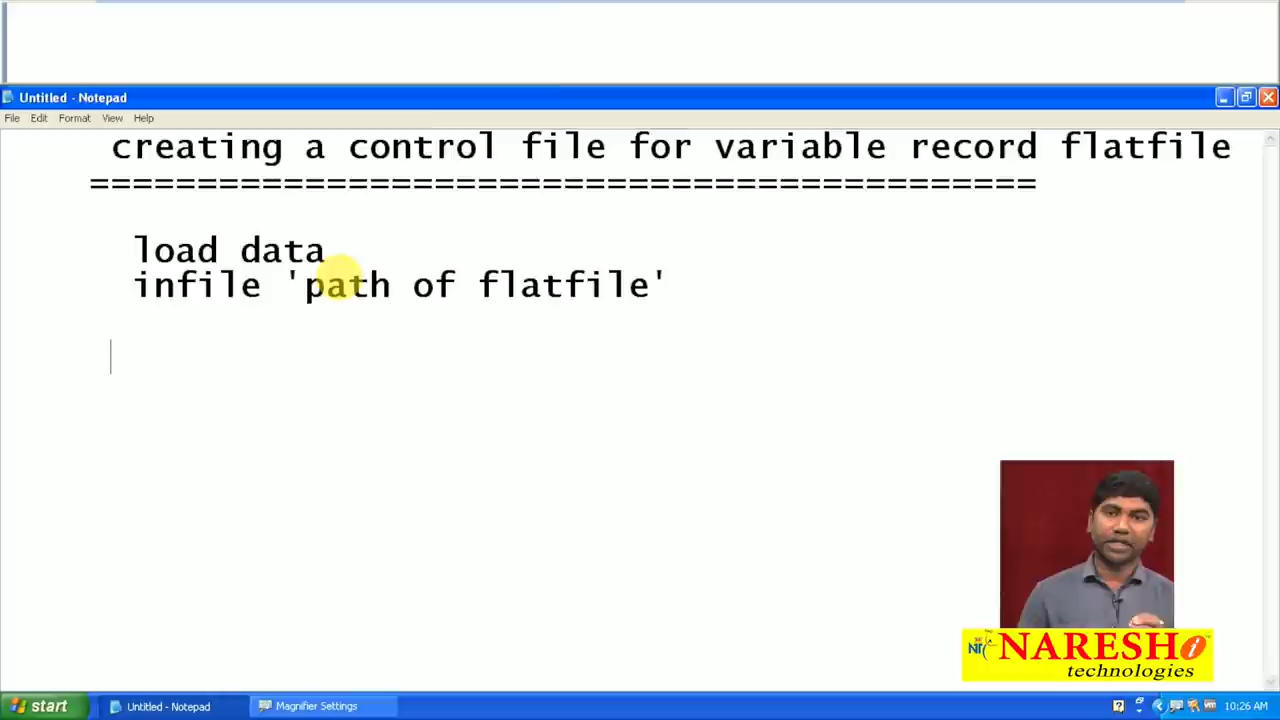 Untitled - Notepad
File Edit Format View Help
creating a control file for variable record flatfile
============================================
load data
infile 'path of flatfile'
NARESHi
technologies
start Untitled - Notepad Magnifier Settings 10:26 AM